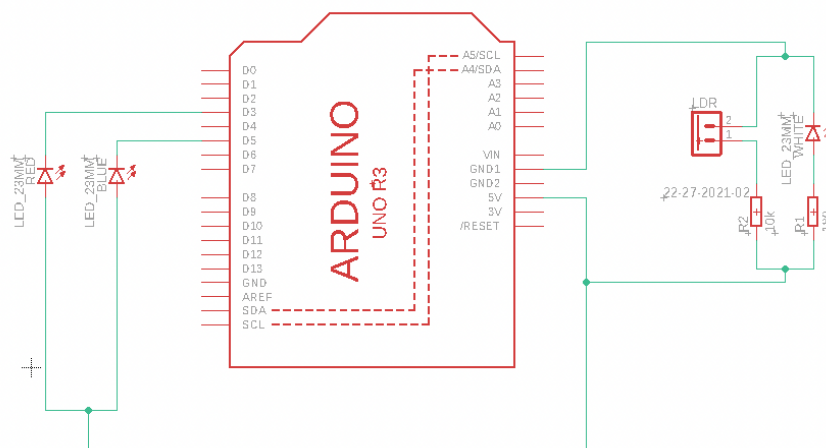 D0
D1
D2
D3
D4
D5
D6
D7
D8
D9
D10
D11
D12
D13
GND
AREF
SDA
SCL
ARDUINO
UNO R3
A5/SCL
A4/SDA
A3
A2
A1
A0
VIN
GND1
GND2
5V
3V
/RESET
LED_23MM
RED
LED_23MM
BLUE
LDR
2
1
22-27-2021-02
LED_23MM
WHITE
R2
10k
R1